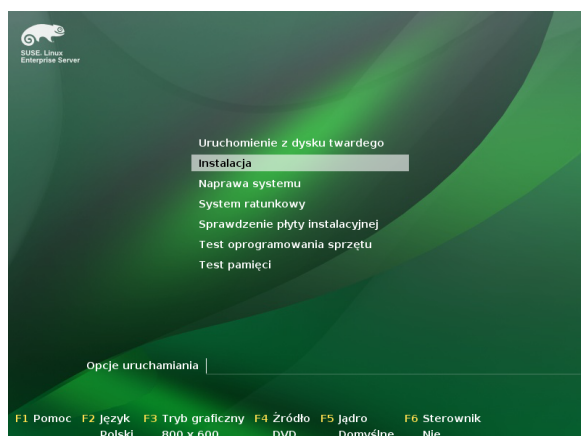 SUSE. Linux
Enterprise Server
Uruchomienie z dysku twardego
Instalacja
Naprawa systemu
System ratunkowy
Sprawdzenie płyty instalacyjnej
Test oprogramowania sprzętu
Test pamięci
Opcje uruchamiania
F1 Pomoc F2 Język F3 Tryb graficzny F4 Źródło F5 Jądro F6 Sterownik
Polski 800 x 600 DVD Domyślne Nie